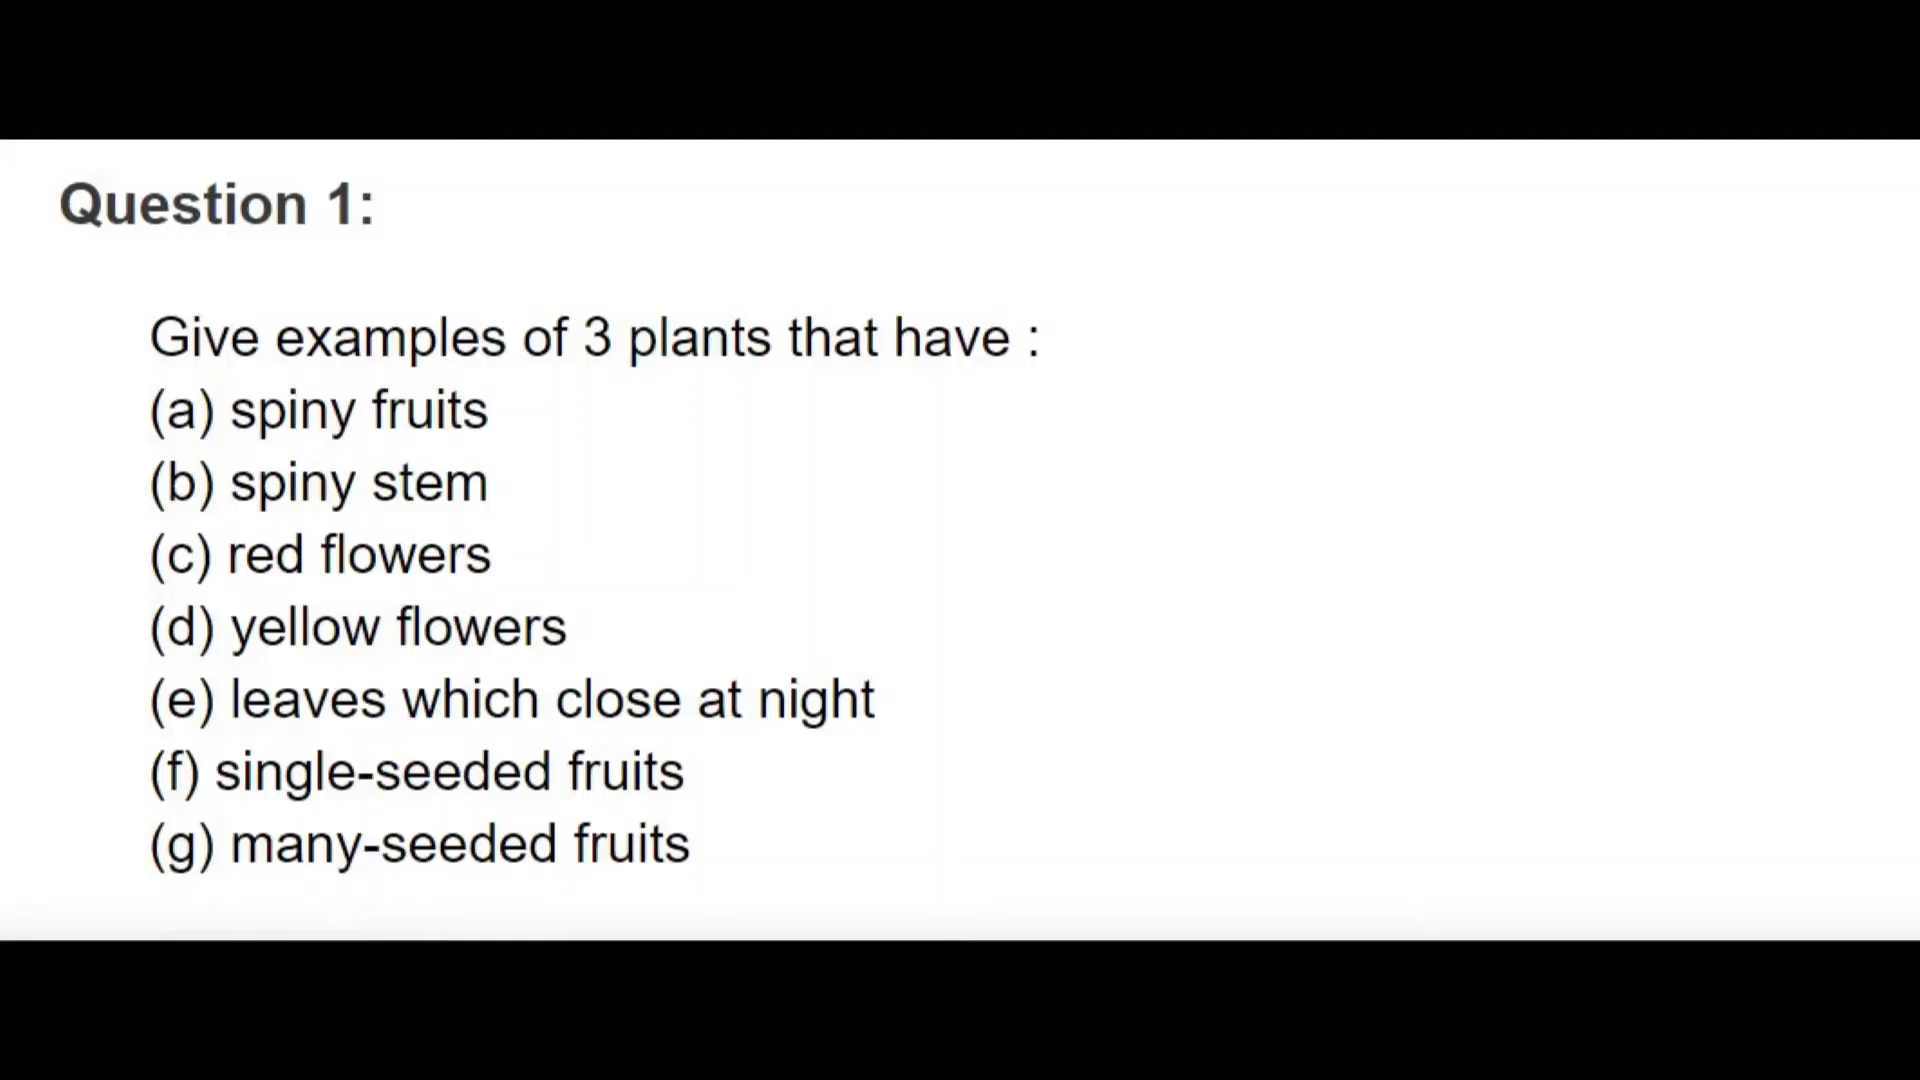 Question 1:
Give examples of 3 plants that have :
(a) spiny fruits
(b) spiny stem
(c) red flowers
(d) yellow flowers
(e) leaves which close at night
(f) single-seeded fruits
(g) many-seeded fruits